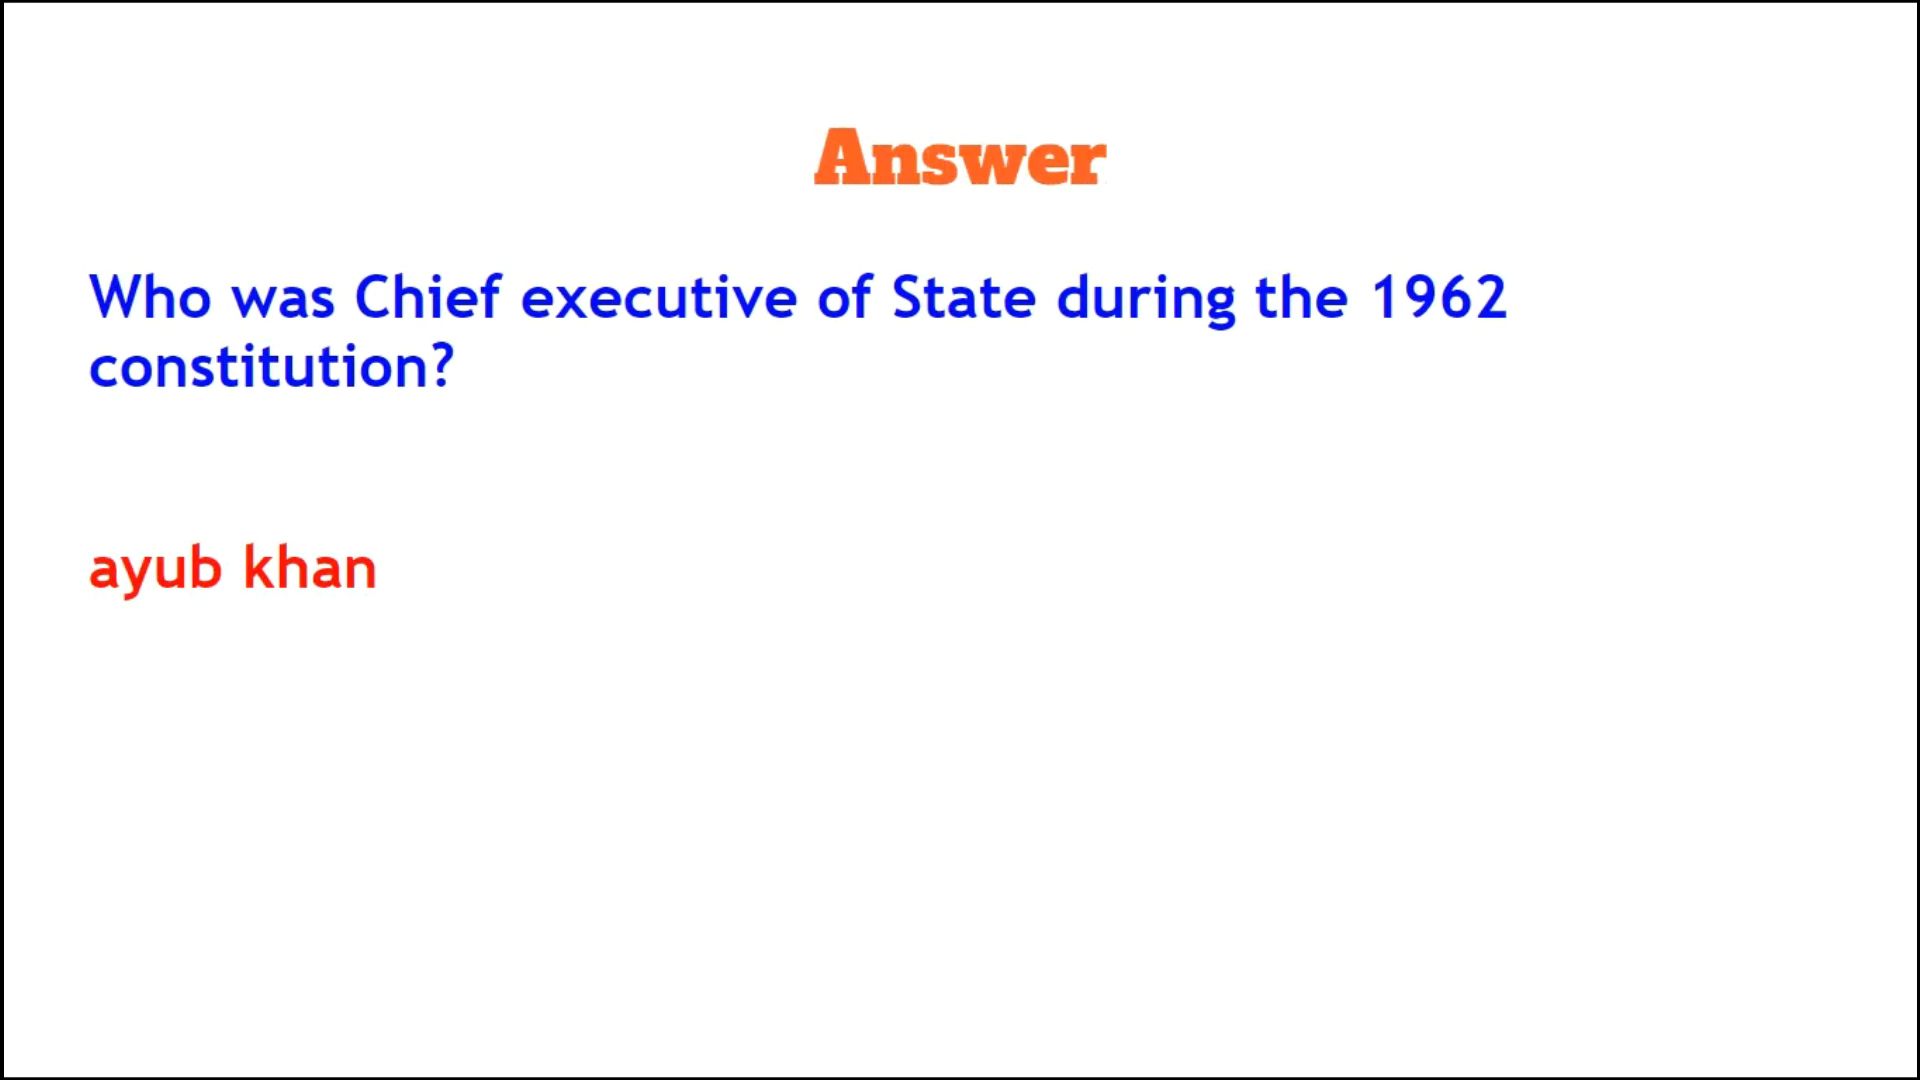 Answer
Who was Chief executive of State during the 1962
constitution?
ayub khan